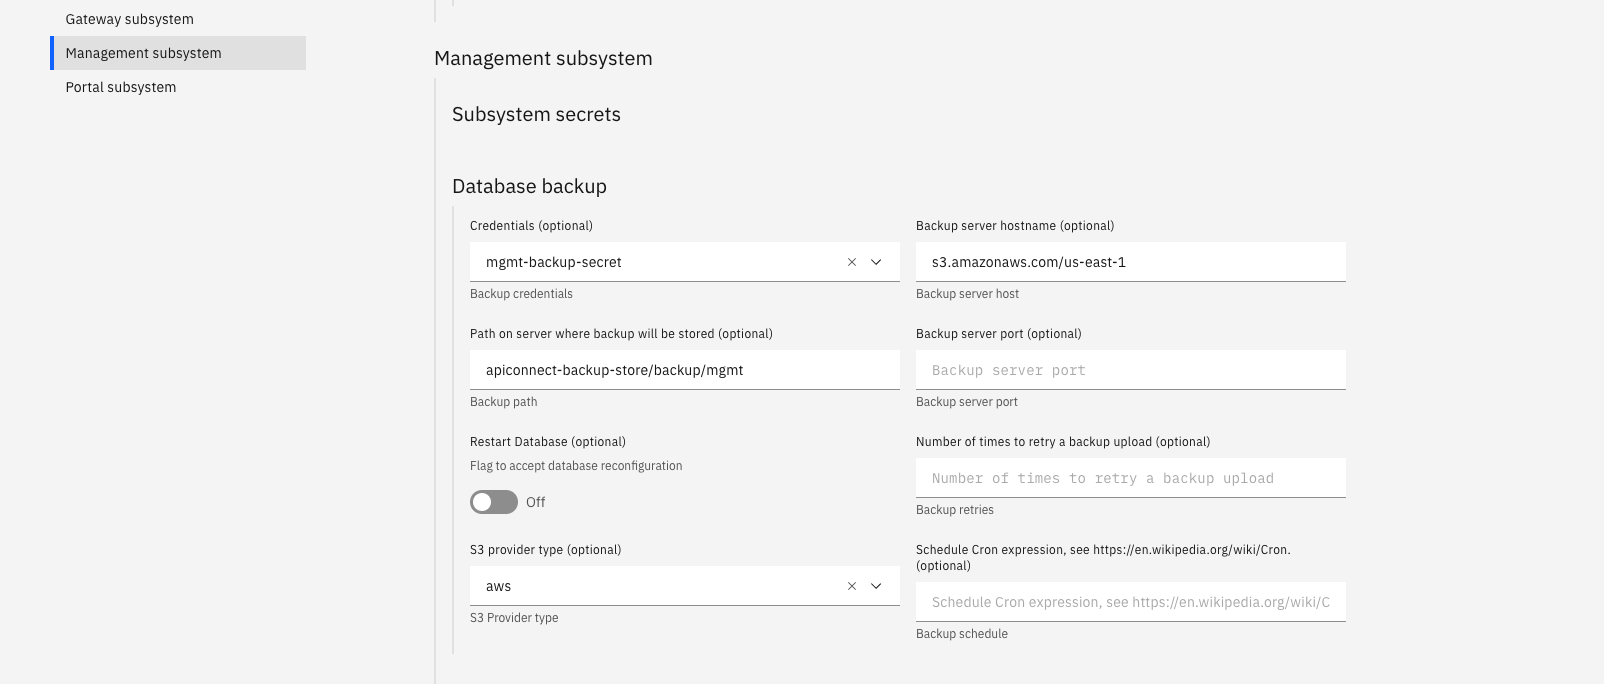 Gateway subsystem
Management subsystem
Portal subsystem
Management subsystem
Subsystem secrets
Database backup
Credentials (optional)
mgmt-backup-secret
Backup credentials
Backup server hostname (optional)
s3.amazonaws.com/us-east-1
Backup server host
Path on server where backup will be stored (optional)
apiconnect-backup-store/backup/mgmt
Backup path
Backup server port (optional)
Backup server port
Backup server port
Restart Database (optional)
Flag to accept database reconfiguration
Off
Number of times to retry a backup upload (optional)
Number of times to retry a backup upload
Backup retries
S3 provider type (optional)
aws
S3 Provider type
Schedule Cron expression, see https://en.wikipedia.org/wiki/Cron.
(optional)
Schedule Cron expression, see https://en.wikipedia.org/wiki/C
Backup schedule